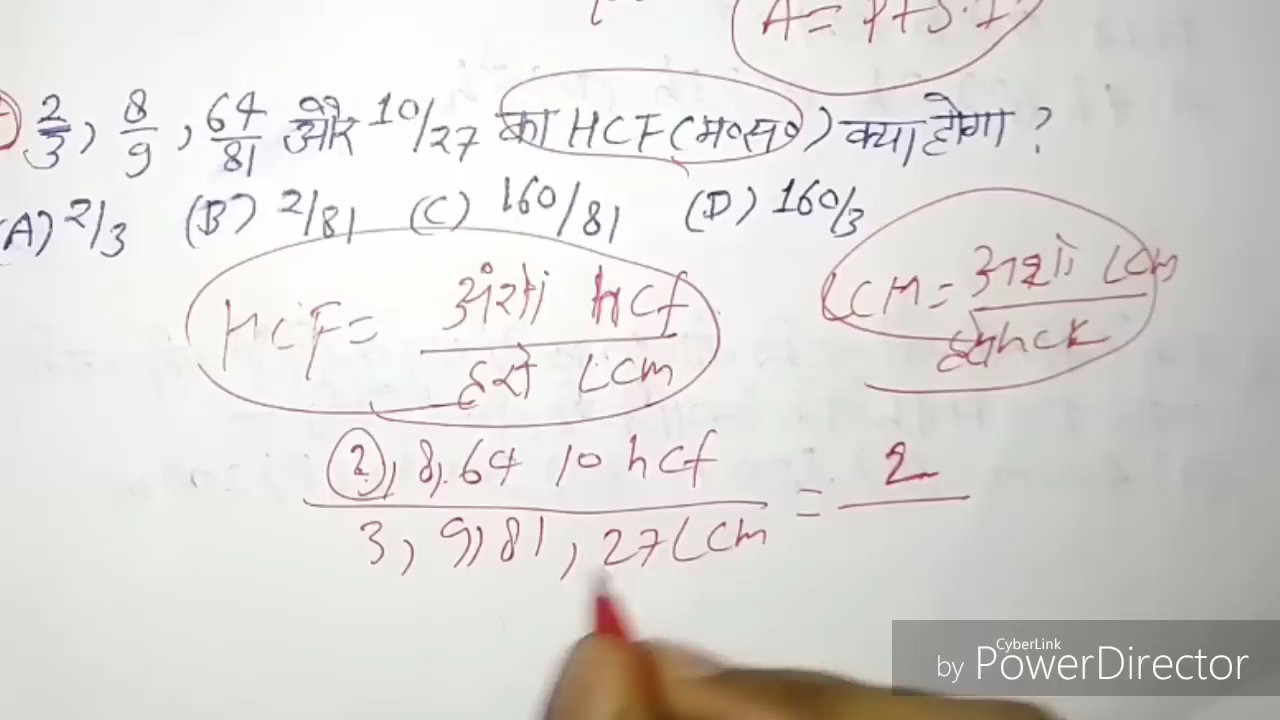 A = P + S.I.
2/3, 8/9, 64/81 और 10/27 का HCF (म०स०) क्या होगा ?
(A) 2/3 (B) 2/81 (C) 160/81 (D) 160/3
HCF = अंशो hcf / हरो Lcm
LCM = Lcm / hcf
2, 8, 64 10 hcf / 3, 9, 81, 27 Lcm = 2
CyberLink
by PowerDirector